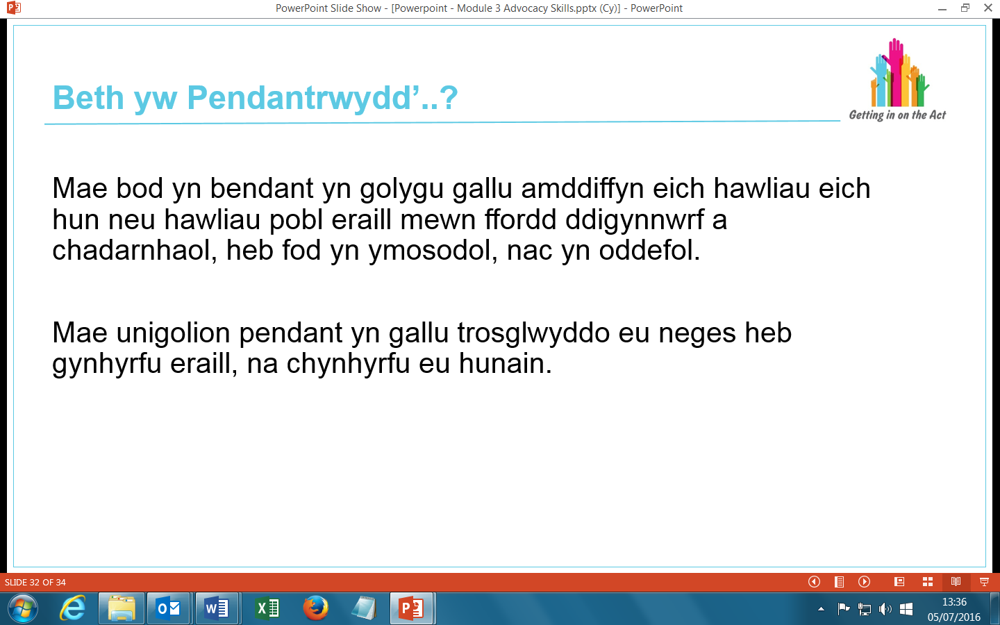 PowerPoint Slide Show - [Powerpoint - Module 3 Advocacy Skills.pptx (Cy)] - PowerPoint
Beth yw Pendantrwydd’..?
Getting in on the Act
Mae bod yn bendant yn golygu gallu amddiffyn eich hawliau eich
hun neu hawliau pobl eraill mewn ffordd ddigynnwrf a
chadarnhaol, heb fod yn ymosodol, nac yn oddefol.
Mae unigolion pendant yn gallu trosglwyddo eu neges heb
gynhyrfu eraill, na chynhyrfu eu hunain.
SLIDE 32 OF 34
13:36
05/07/2016